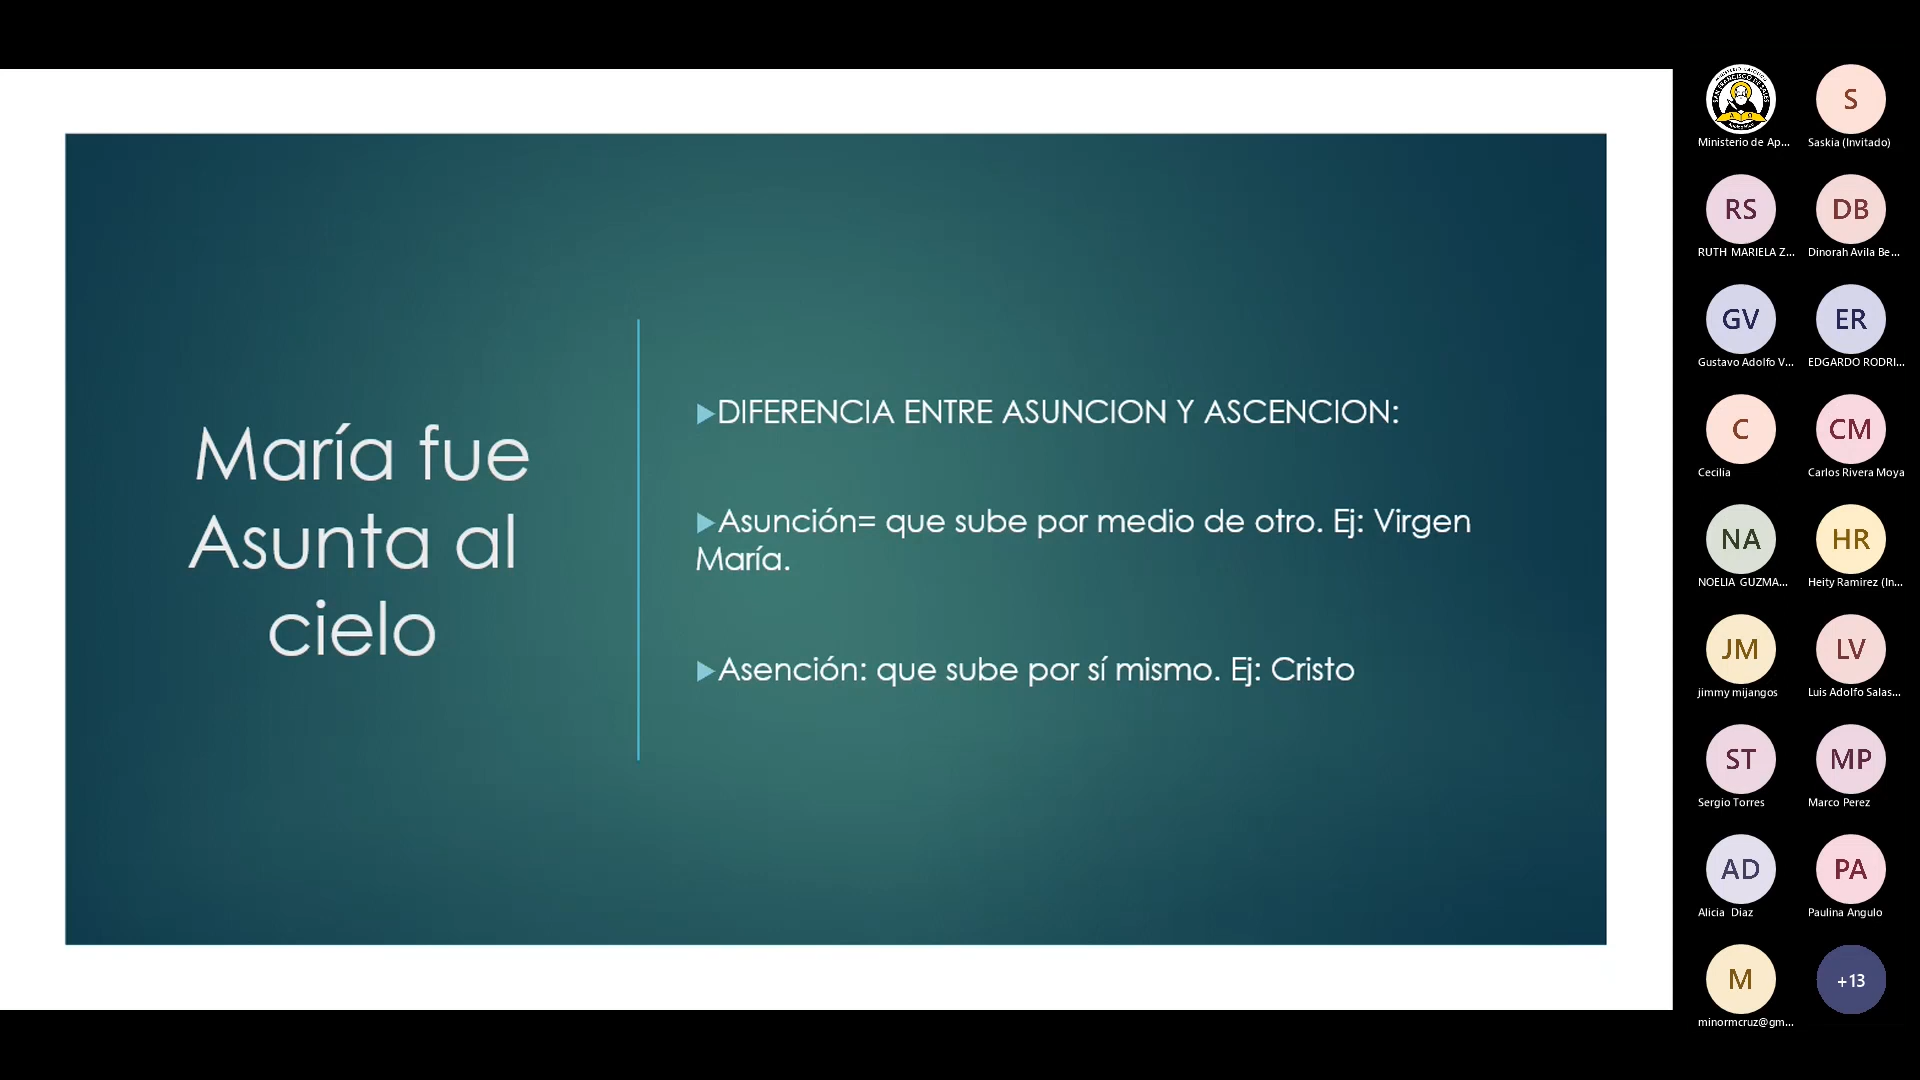 María fue
Asunta al
cielo
▶DIFERENCIA ENTRE ASUNCION Y ASCENCION:
▶Asunción= que sube por medio de otro. Ej: Virgen
María.
▶Asención: que sube por sí mismo. Ej: Cristo
Ministerio de Ap...
S
Saskia (Invitado)
RS
RUTH MARIELA Z...
DB
Dinorah Avila Be...
GV
Gustavo Adolfo V...
ER
EDGARDO RODRI...
C
Cecilia
CM
Carlos Rivera Moya
NA
NOELIA GUZMA...
HR
Heity Ramirez (In...
JM
jimmy mijangos
LV
Luis Adolfo Salas...
ST
Sergio Torres
MP
Marco Perez
AD
Alicia Diaz
PA
Paulina Angulo
M
minormcruz@gm...
+13